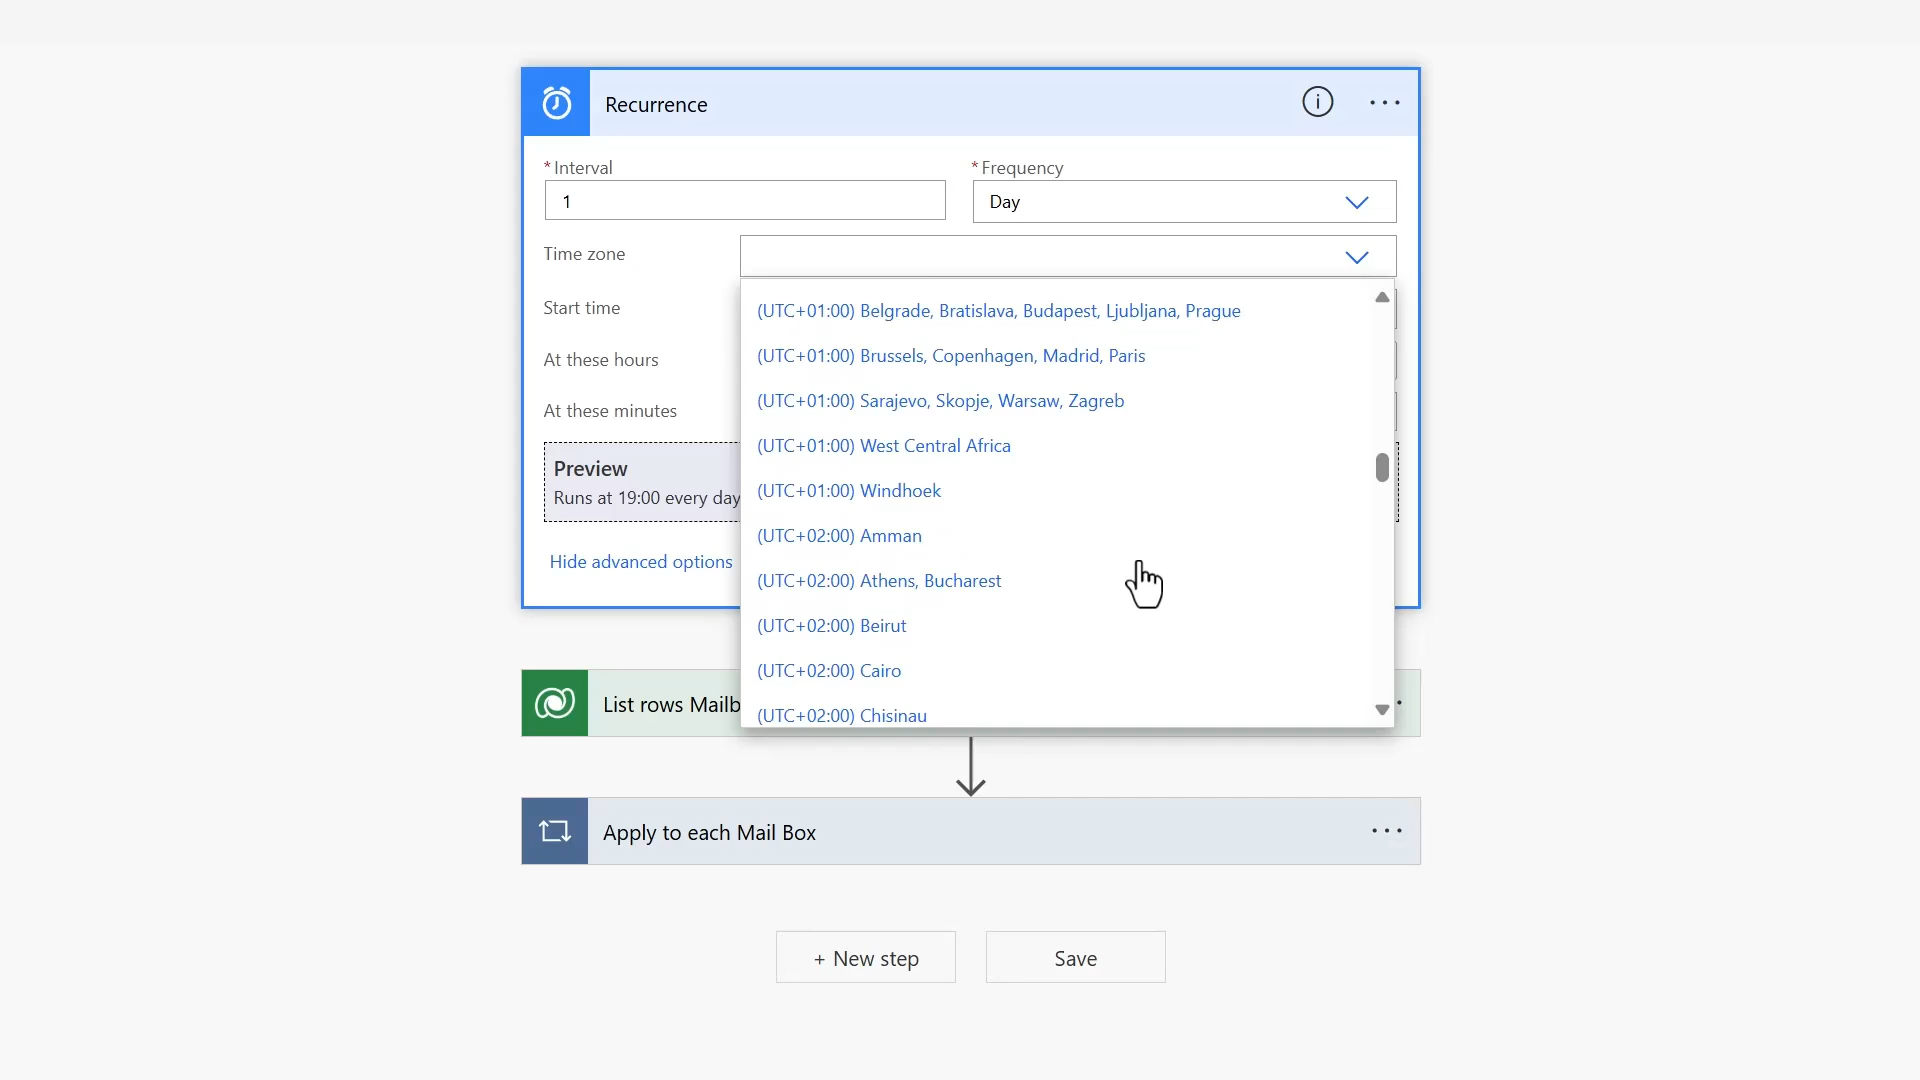 Recurrence
* Interval
* Frequency
1
Day
Time zone
Start time
At these hours
At these minutes
(UTC+01:00) Belgrade, Bratislava, Budapest, Ljubljana, Prague
(UTC+01:00) Brussels, Copenhagen, Madrid, Paris
(UTC+01:00) Sarajevo, Skopje, Warsaw, Zagreb
(UTC+01:00) West Central Africa
(UTC+01:00) Windhoek
(UTC+02:00) Amman
(UTC+02:00) Athens, Bucharest
(UTC+02:00) Beirut
(UTC+02:00) Cairo
(UTC+02:00) Chisinau
Preview
Runs at 19:00 every day
Hide advanced options
List rows Mailb
Apply to each Mail Box
+ New step
Save